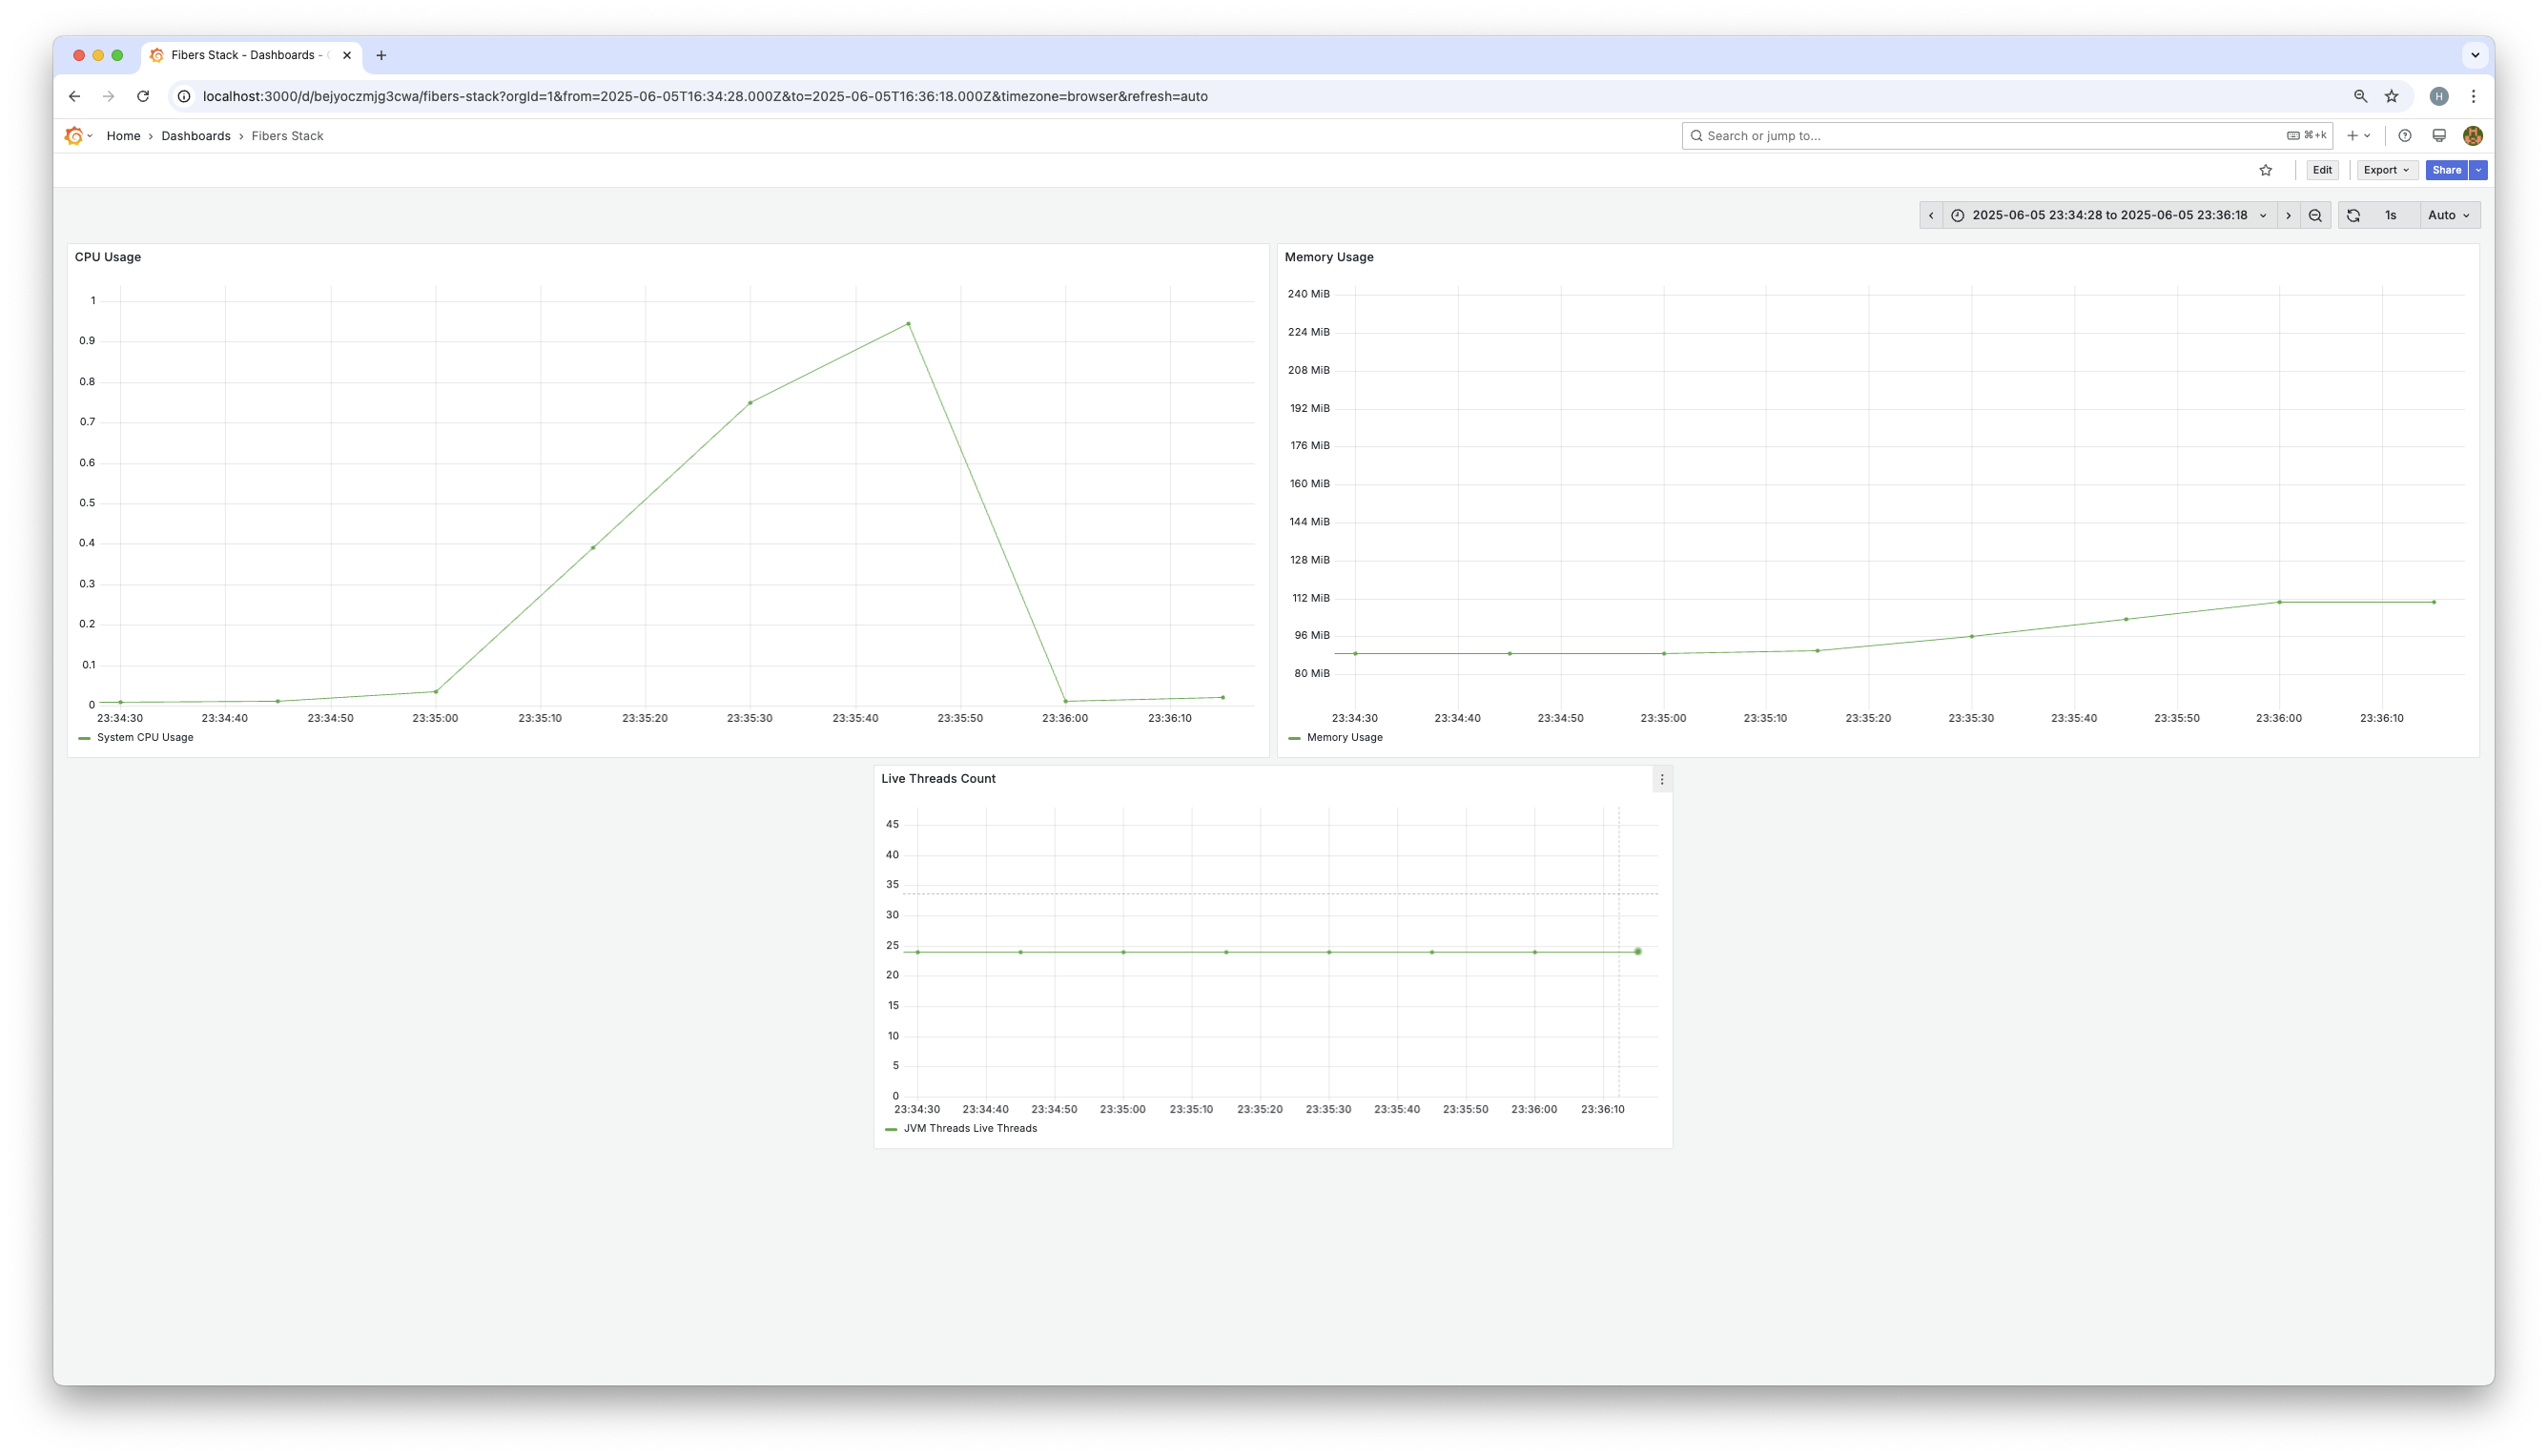 Fibers Stack - Dashboards -
localhost:3000/d/bejyoczmjg3cwa/fibers-stack?orgId=1&from=2025-06-05T16:34:28.000Z&to=2025-06-05T16:36:18.000Z&timezone=browser&refresh=auto
H
Home › Dashboards › Fibers Stack
Search or jump to...
⌘+k
Edit
Export
Share
2025-06-05 23:34:28 to 2025-06-05 23:36:18
1s
Auto
CPU Usage
1
0.9
0.8
0.7
0.6
0.5
0.4
0.3
0.2
0.1
0
23:34:30 23:34:40 23:34:50 23:35:00 23:35:10 23:35:20 23:35:30 23:35:40 23:35:50 23:36:00 23:36:10
System CPU Usage
Memory Usage
240 MiB
224 MiB
208 MiB
192 MiB
176 MiB
160 MiB
144 MiB
128 MiB
112 MiB
96 MiB
80 MiB
23:34:30 23:34:40 23:34:50 23:35:00 23:35:10 23:35:20 23:35:30 23:35:40 23:35:50 23:36:00 23:36:10
Memory Usage
Live Threads Count
45
40
35
30
25
20
15
10
5
0
23:34:30 23:34:40 23:34:50 23:35:00 23:35:10 23:35:20 23:35:30 23:35:40 23:35:50 23:36:00 23:36:10
JVM Threads Live Threads